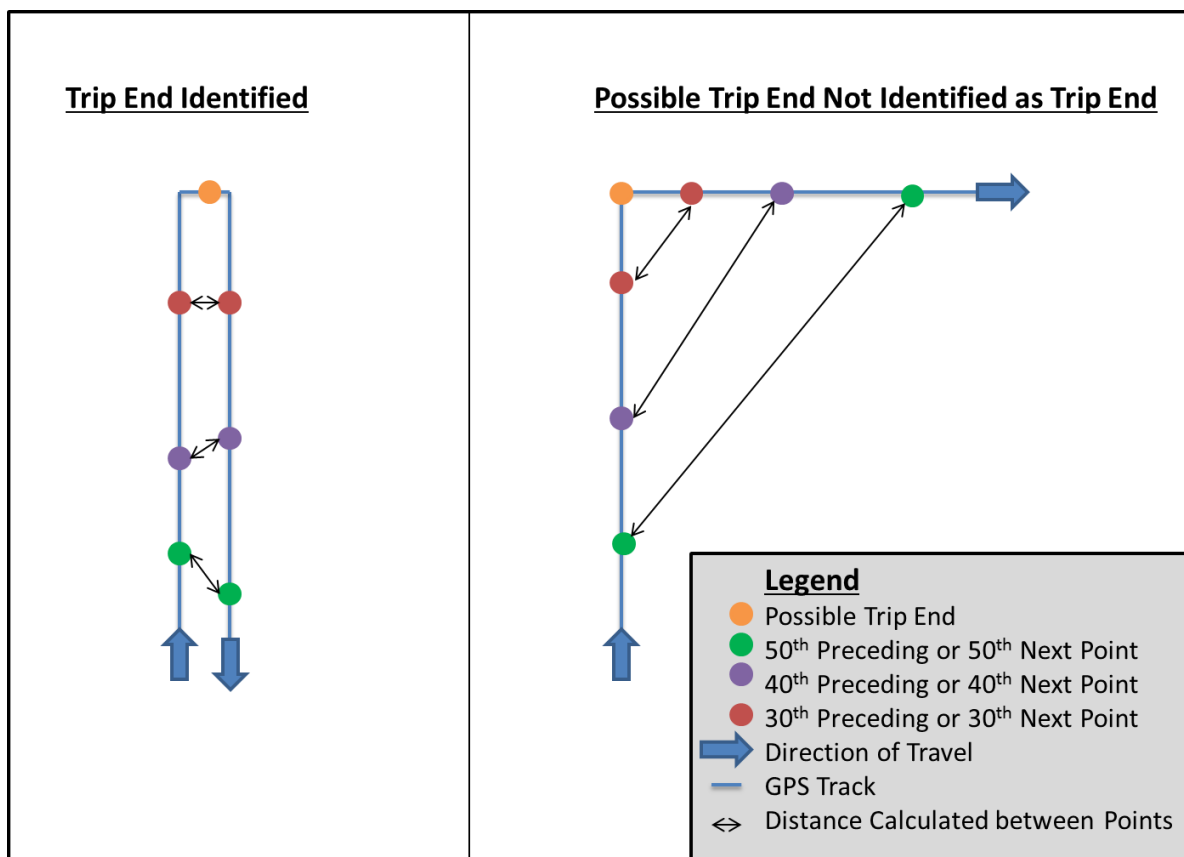 Trip End Identified
Possible Trip End Not Identified as Trip End
Legend
Possible Trip End
50th Preceding or 50th Next Point
40th Preceding or 40th Next Point
30th Preceding or 30th Next Point
Direction of Travel
GPS Track
Distance Calculated between Points